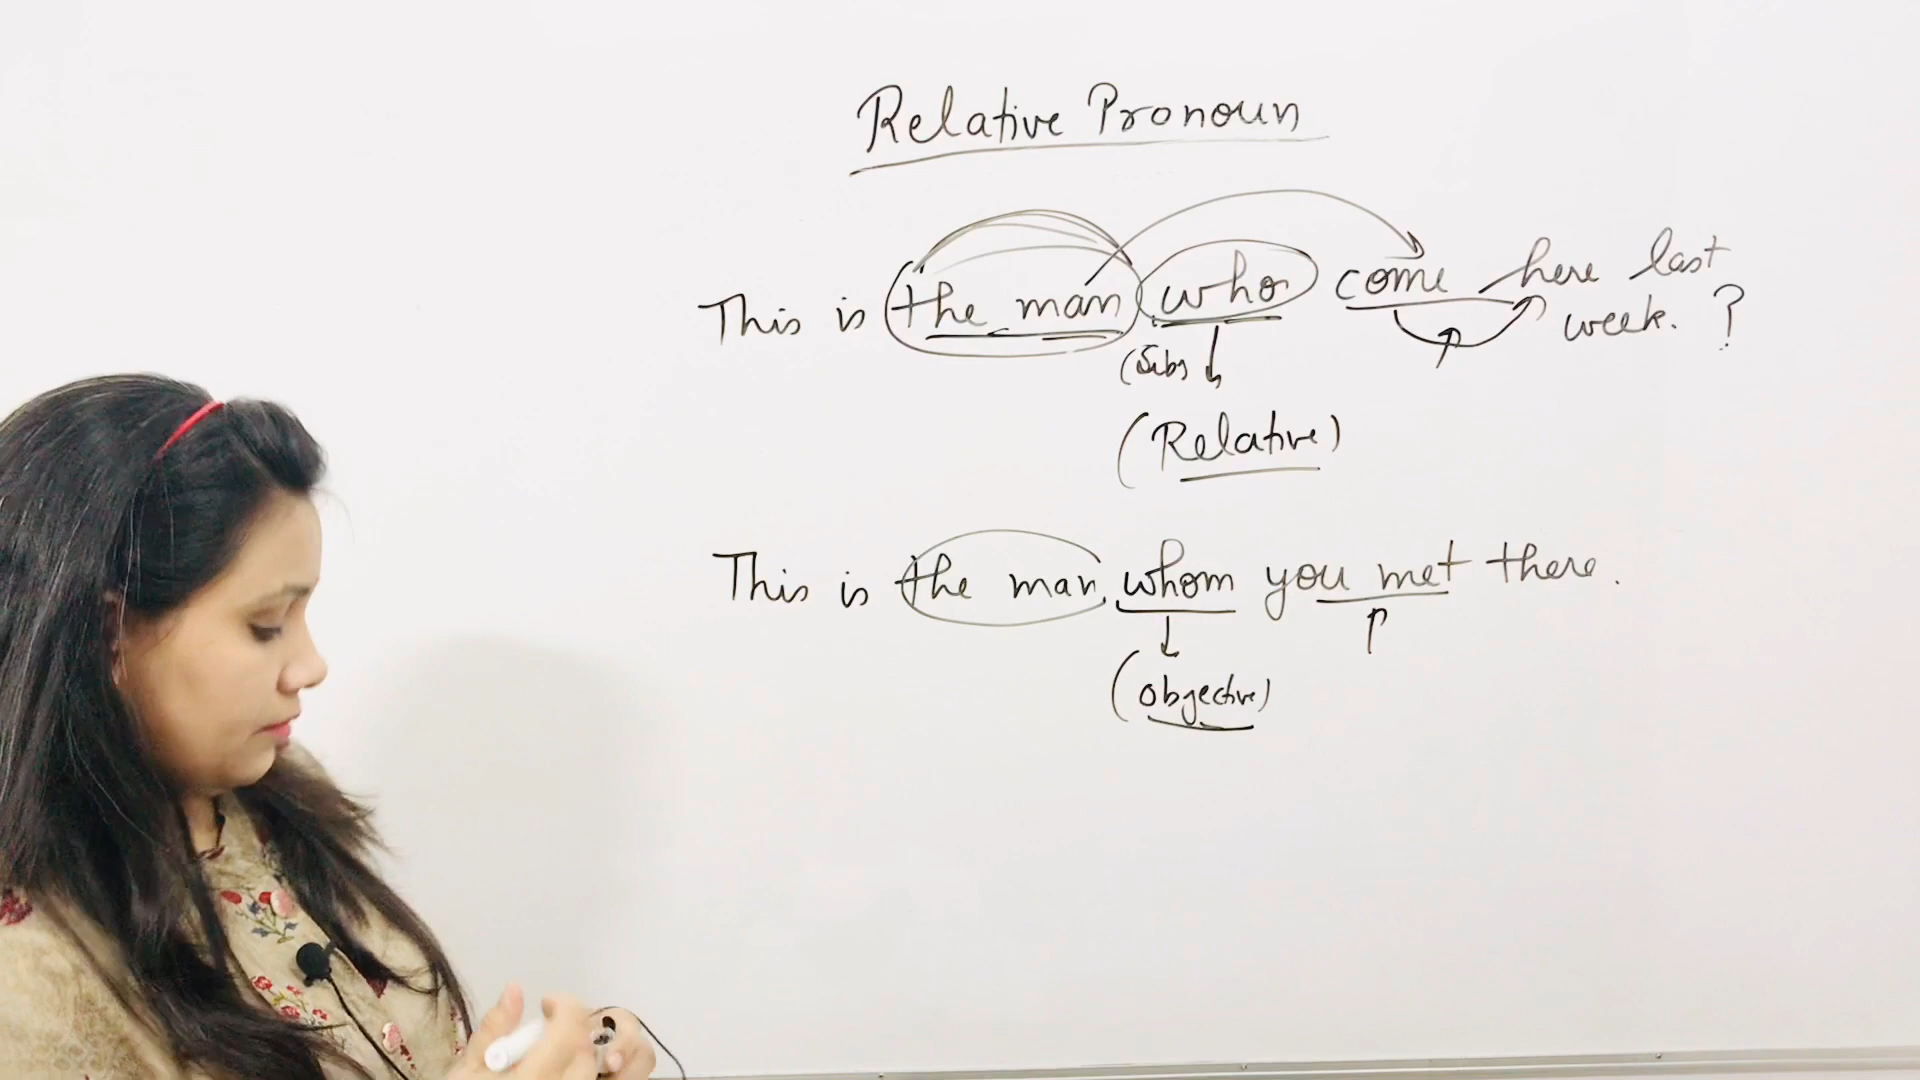 Relative Pronoun
This is the man who come here last
week. ?
(Subj
(Relative)
This is the man whom you met there.
(objective)